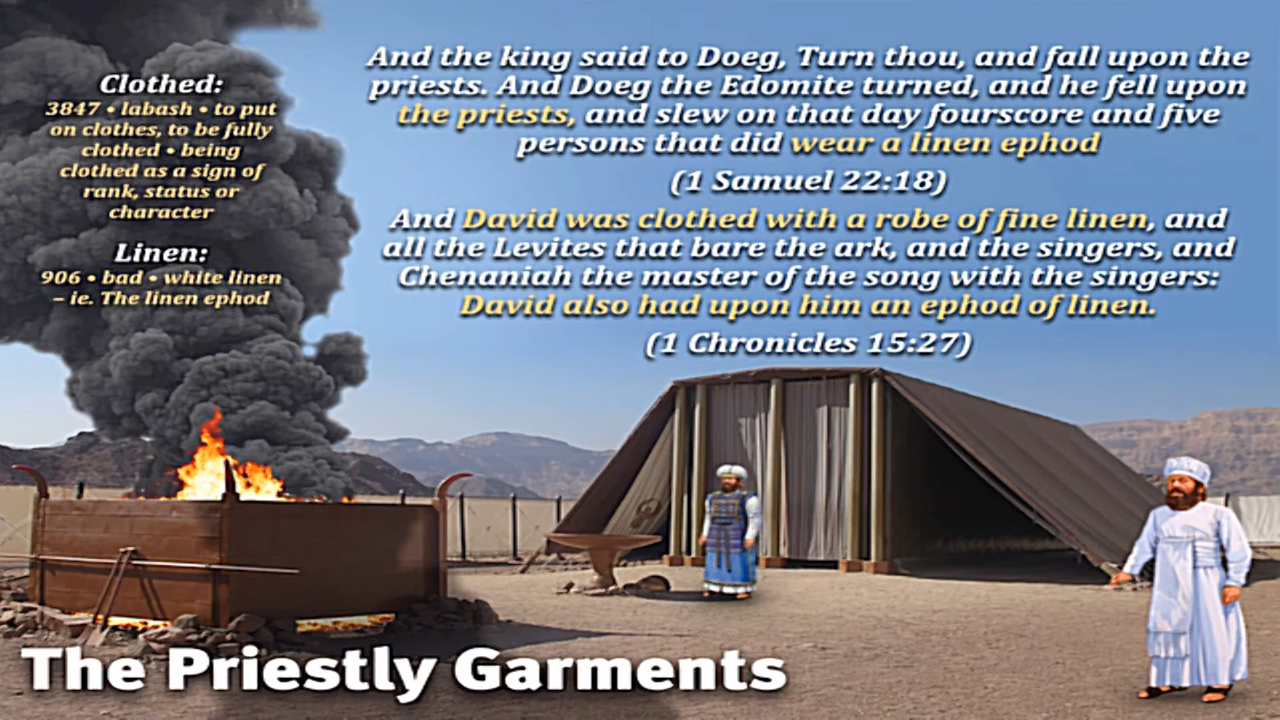 Clothed:
3847 • labash • to put
on clothes, to be fully
clothed • being
clothed as a sign of
rank, status or
character
Linen:
906 • bad • white linen
– ie. The linen ephod
And the king said to Doeg, Turn thou, and fall upon the
priests. And Doeg the Edomite turned, and he fell upon
the priests, and slew on that day fourscore and five
persons that did wear a linen ephod
(1 Samuel 22:18)
And David was clothed with a robe of fine linen, and
all the Levites that bare the ark, and the singers, and
Chenaniah the master of the song with the singers:
David also had upon him an ephod of linen.
(1 Chronicles 15:27)
The Priestly Garments